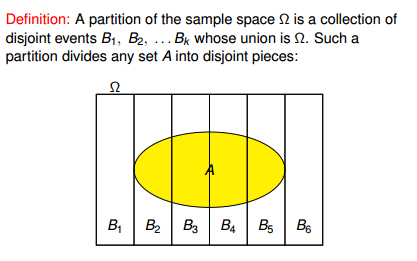 Definition: A partition of the sample space Ω is a collection of
disjoint events B₁, B₂, … Bₖ whose union is Ω. Such a
partition divides any set A into disjoint pieces:
Ω
A
B₁ B₂ B₃ B₄ B₅ B₆